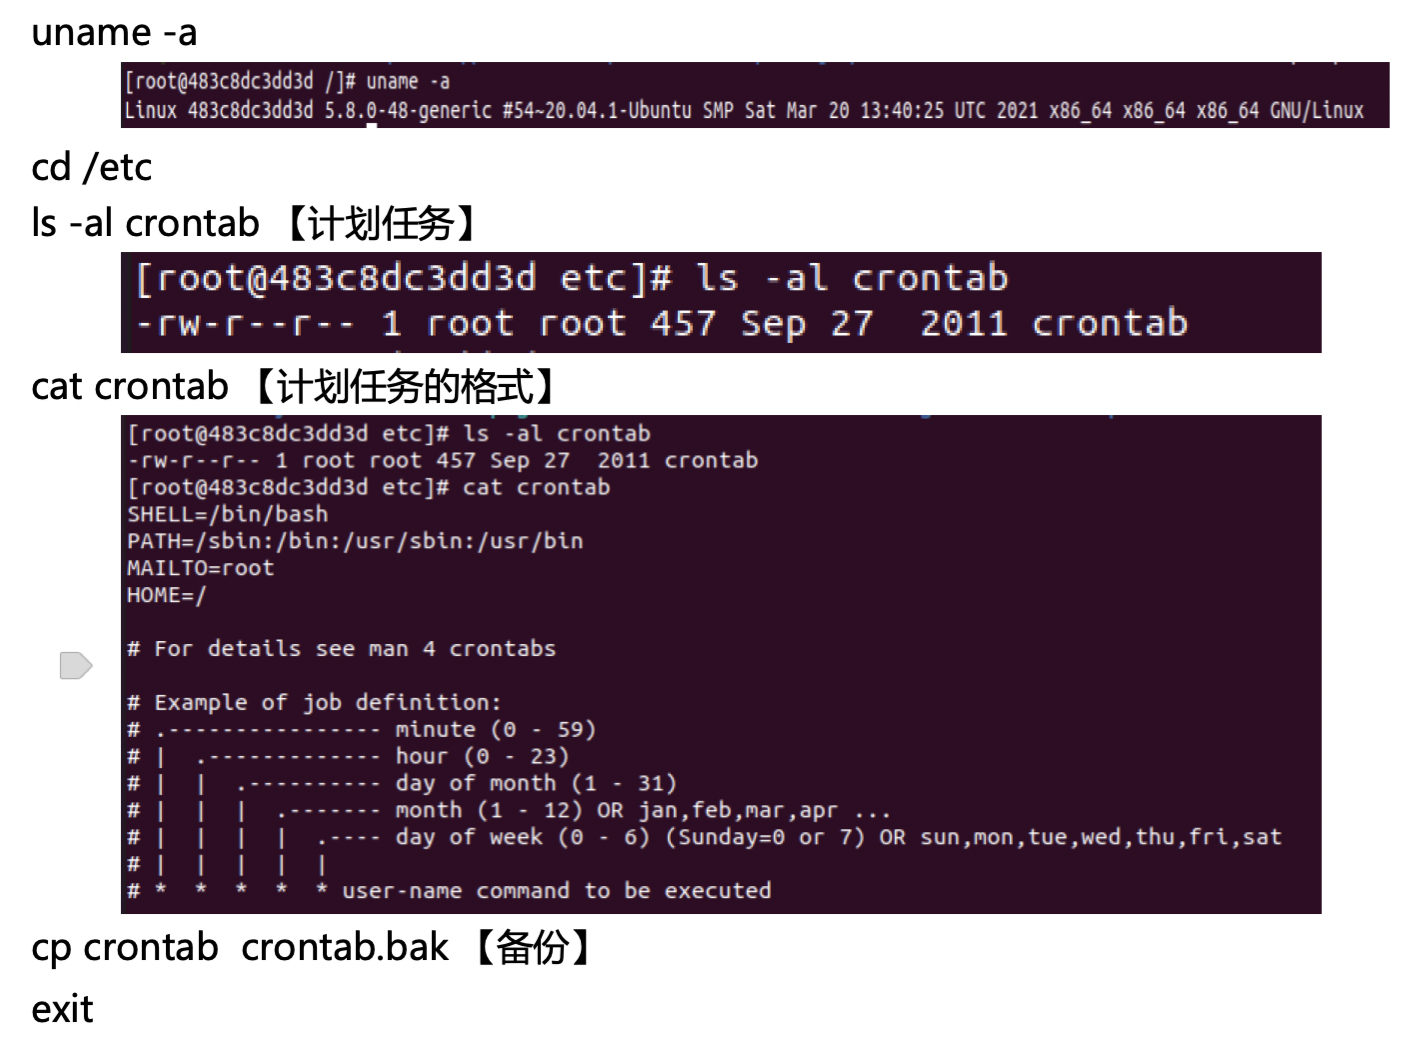 uname -a
[root@483c8dc3dd3d /]# uname -a
Linux 483c8dc3dd3d 5.8.0-48-generic #54~20.04.1-Ubuntu SMP Sat Mar 20 13:40:25 UTC 2021 x86_64 x86_64 x86_64 GNU/Linux
cd /etc
ls -al crontab 【计划任务】
[root@483c8dc3dd3d etc]# ls -al crontab
-rw-r--r-- 1 root root 457 Sep 27  2011 crontab
cat crontab 【计划任务的格式】
[root@483c8dc3dd3d etc]# ls -al crontab
-rw-r--r-- 1 root root 457 Sep 27  2011 crontab
[root@483c8dc3dd3d etc]# cat crontab
SHELL=/bin/bash
PATH=/sbin:/bin:/usr/sbin:/usr/bin
MAILTO=root
HOME=/
# For details see man 4 crontabs
# Example of job definition:
# .---------------- minute (0 - 59)
# |  .------------- hour (0 - 23)
# |  |  .---------- day of month (1 - 31)
# |  |  |  .------- month (1 - 12) OR jan,feb,mar,apr ...
# |  |  |  |  .---- day of week (0 - 6) (Sunday=0 or 7) OR sun,mon,tue,wed,thu,fri,sat
# |  |  |  |  |
# *  *  *  *  * user-name command to be executed
cp crontab  crontab.bak 【备份】
exit